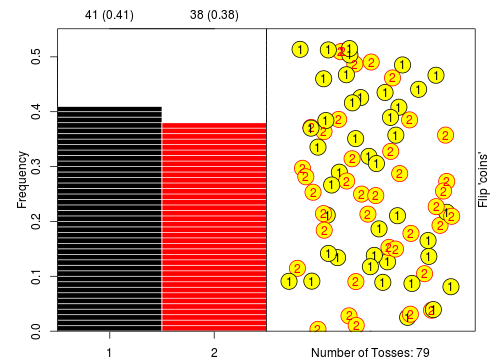 41 (0.41) 38 (0.38)
Frequency
0.5
0.4
0.3
0.2
0.1
0.0
1 2
Flip 'coins'
Number of Tosses: 79